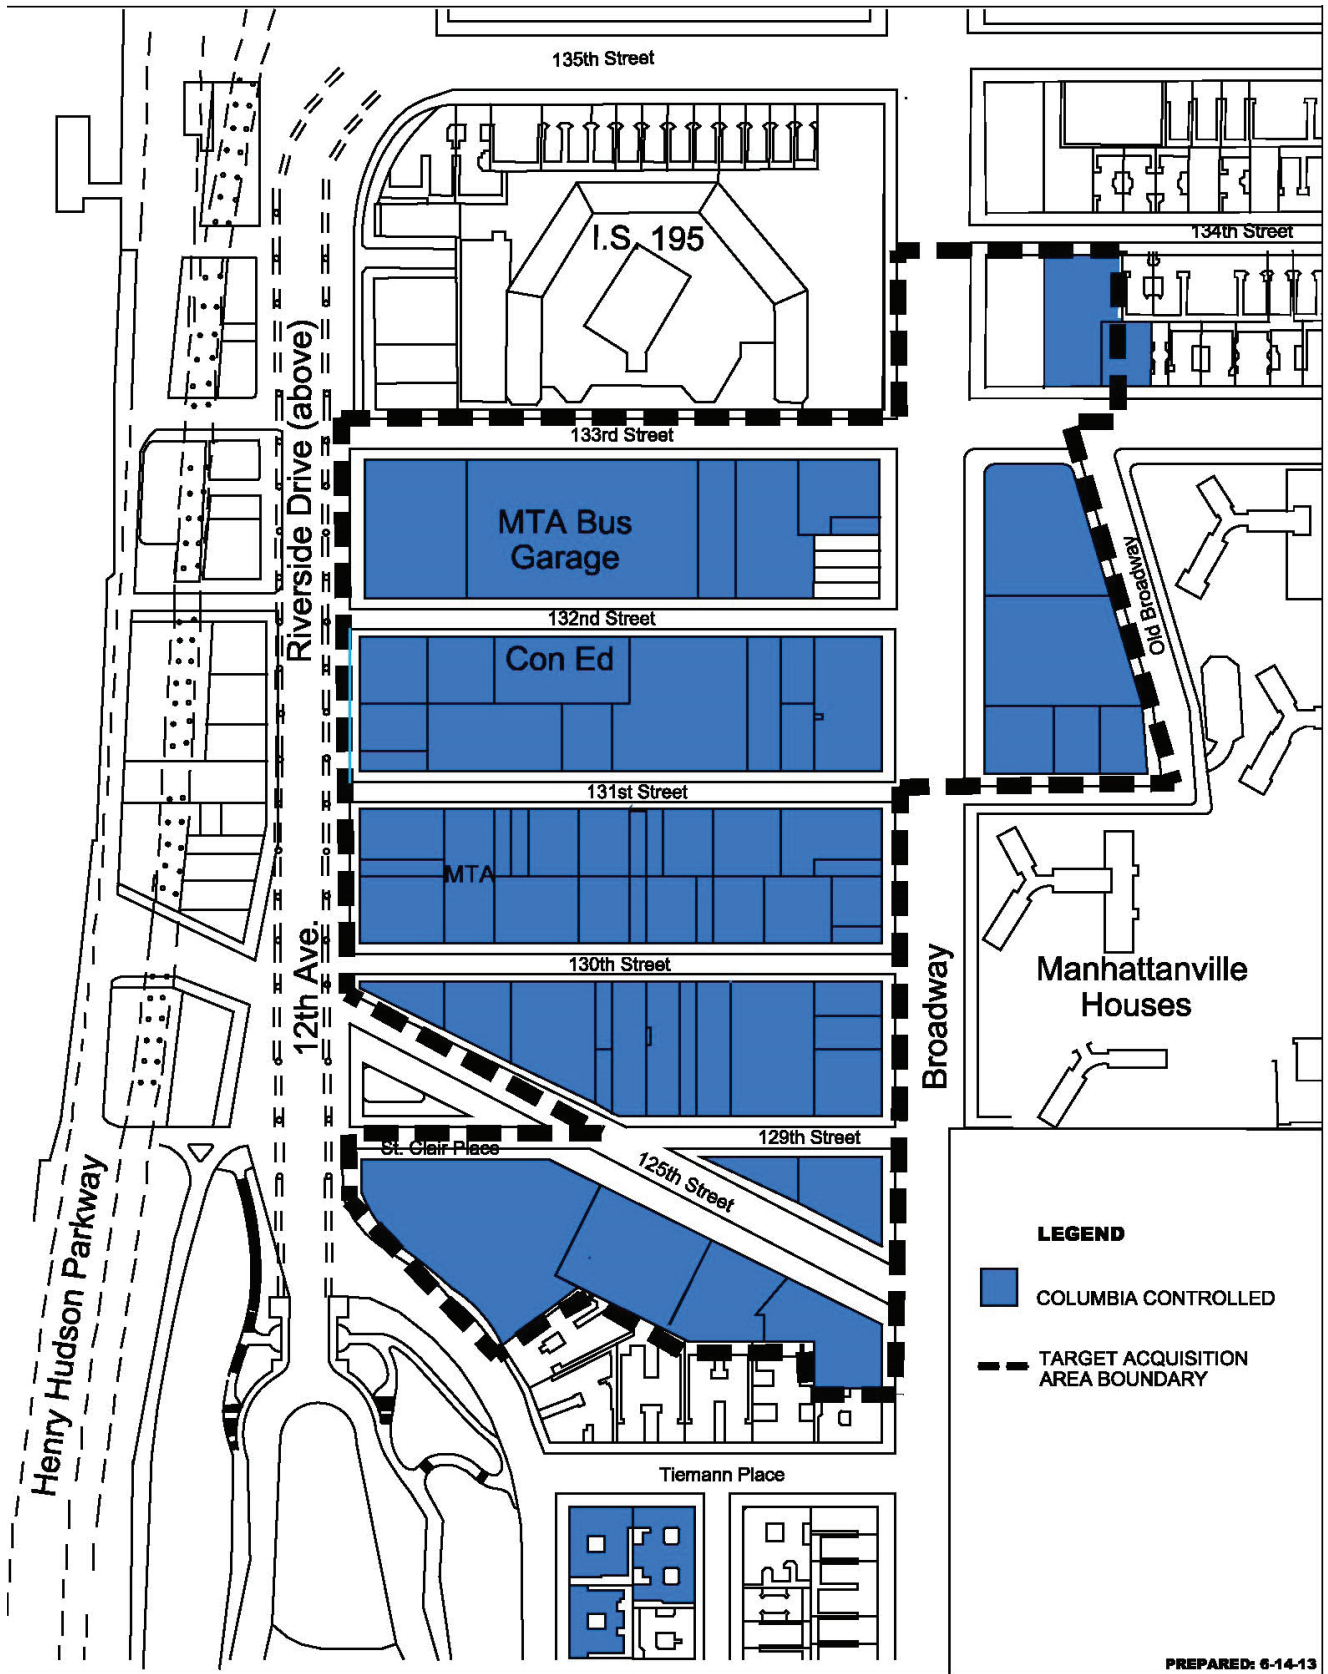 135th Street
134th Street
I.S. 195
Riverside Drive (above)
133rd Street
MTA Bus
Garage
Old Broadway
132nd Street
Con Ed
131st Street
MTA
12th Ave.
130th Street
Broadway
Manhattanville
Houses
129th Street
St. Clair Place
125th Street
Henry Hudson Parkway
LEGEND
COLUMBIA CONTROLLED
TARGET ACQUISITION
AREA BOUNDARY
Tiemann Place
PREPARED: 6-14-13